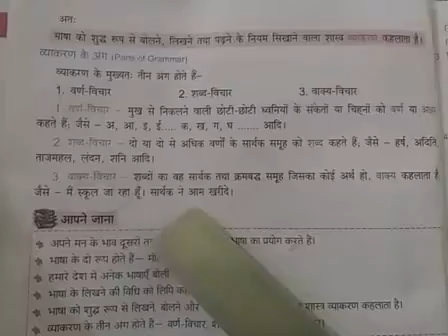 अतः
भाषा को शुद्ध रूप से बोलने, लिखने तथा पढ़ने के नियम सिखाने वाला शास्त्र व्याकरण कहलाता है।
व्याकरण के अंग (Parts of Grammar)
व्याकरण के मुख्यतः तीन अंग होते हैं–
1. वर्ण-विचार 2. शब्द-विचार 3. वाक्य-विचार
1 वर्ण-विचार – मुख से निकलने वाली छोटी-छोटी ध्वनियों के संकेतों या चिह्नों को वर्ण या
कहते हैं; जैसे – अ, आ, इ, ई..... क, ख, ग, घ ....... आदि।
2 शब्द-विचार – दो या दो से अधिक वर्णों के सार्थक समूह को शब्द कहते हैं; जैसे – हर्ष, अदिति,
ताजमहल, लंदन, शनि आदि।
3 वाक्य-विचार – शब्दों का वह सार्थक तथा क्रमबद्ध समूह जिसका कोई अर्थ हो, वाक्य कहलाता है;
जैसे – मैं स्कूल जा रहा हूँ। सार्थक ने आम खरीदे।
आपने जाना
अपने मन के भाव दूसरों भाषा का प्रयोग करते हैं।
भाषा के दो रूप होते हैं–
हमारे देश में अनेक भाषाएँ बोली
भाषा के लिखने की विधि को लिपि
भाषा को शुद्ध रूप से लिखने, बोलने और शास्त्र व्याकरण कहलाता है।
व्याकरण के तीन अंग होते हैं– वर्ण-विचार,